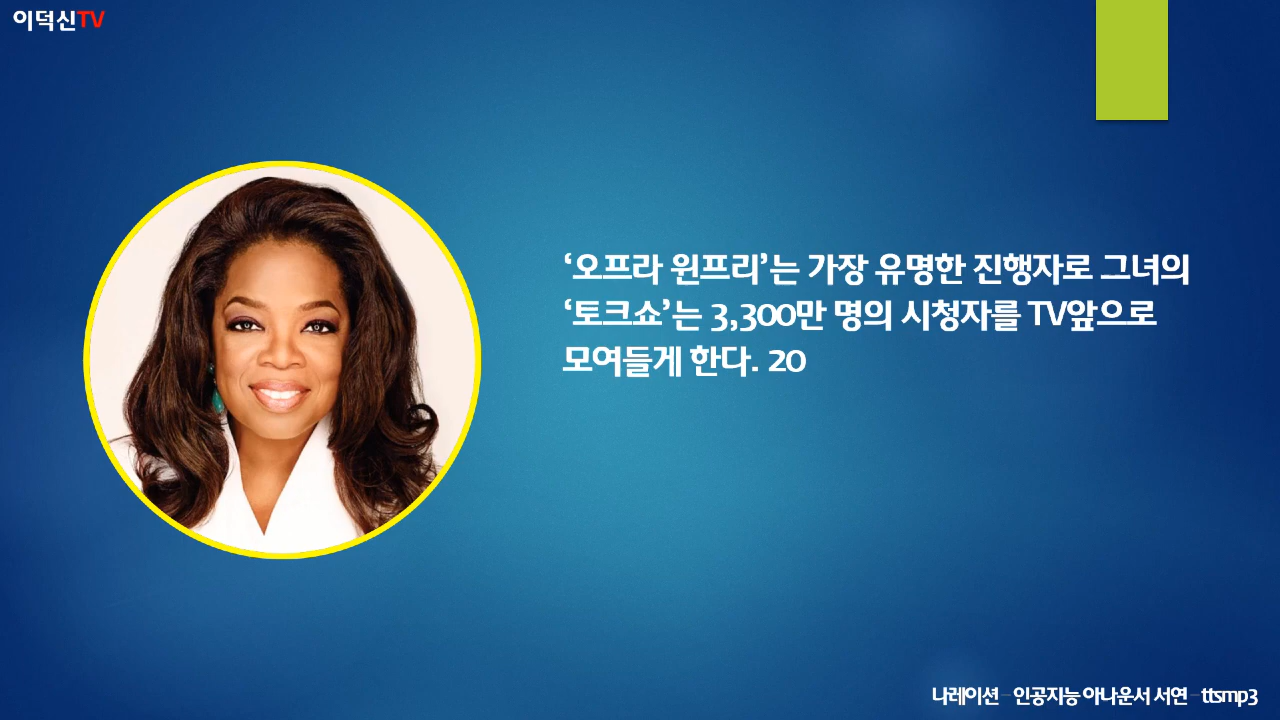 이덕신TV
‘오프라 윈프리’는 가장 유명한 진행자로 그녀의
‘토크쇼’는 3,300만 명의 시청자를 TV앞으로
모여들게 한다. 20
나레이션 – 인공지능 아나운서 서연 – ttsmp3